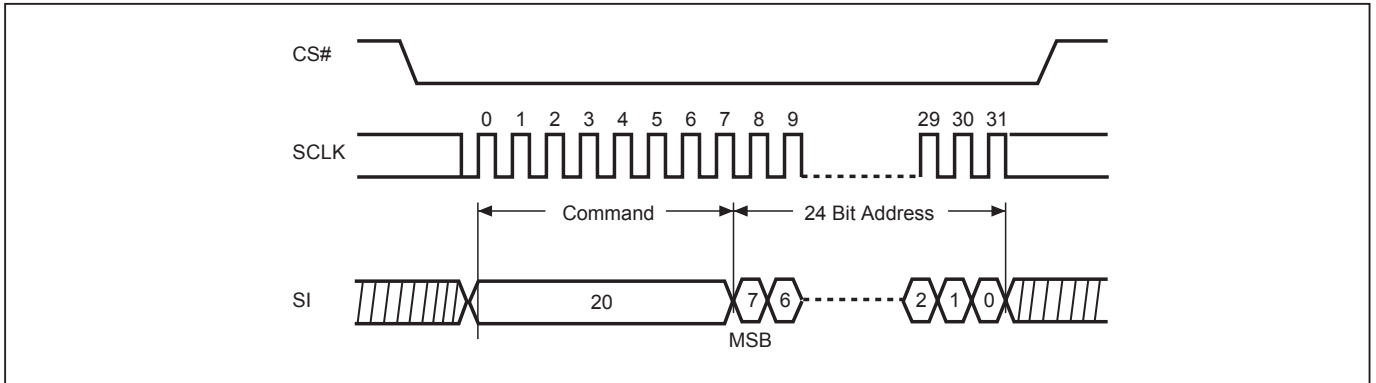 CS#
0 1 2 3 4 5 6 7 8 9 29 30 31
SCLK
Command 24 Bit Address
SI 20 7 6 2 1 0
MSB